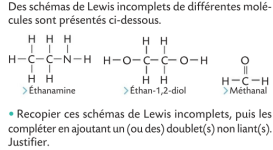 Des schémas de Lewis incomplets de différentes molé-
cules sont présentés ci-dessous.
H H H
H–C–C–N–H
H H
> Éthanamine
H H
H–O–C–C–O–H
H H
> Éthan-1,2-diol
O
H–C–H
> Méthanal
• Recopier ces schémas de Lewis incomplets, puis les
compléter en ajoutant un (ou des) doublet(s) non liant(s).
Justifier.